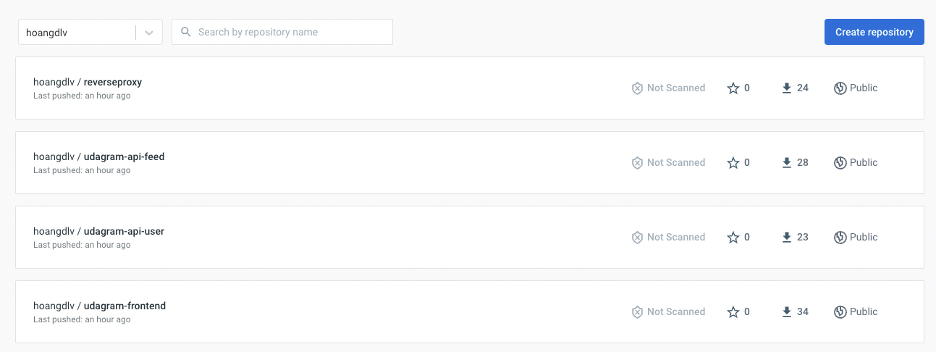 hoangdlv
Search by repository name
Create repository
hoangdlv / reverseproxy
Last pushed: an hour ago
Not Scanned
0
24
Public
hoangdlv / udagram-api-feed
Last pushed: an hour ago
Not Scanned
0
28
Public
hoangdlv / udagram-api-user
Last pushed: an hour ago
Not Scanned
0
23
Public
hoangdlv / udagram-frontend
Last pushed: an hour ago
Not Scanned
0
34
Public